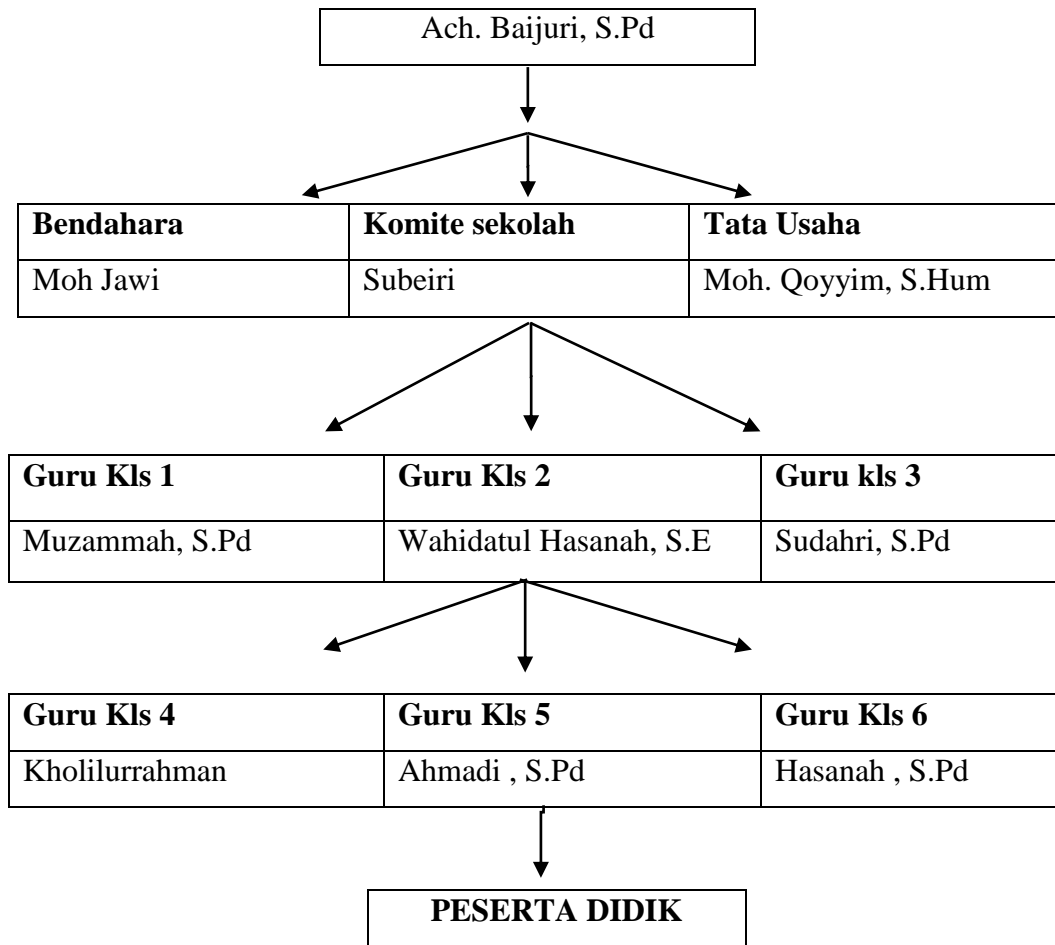 Ach. Baijuri, S.Pd
Bendahara Komite sekolah Tata Usaha
Moh Jawi Subeiri Moh. Qoyyim, S.Hum
Guru Kls 1 Guru Kls 2 Guru kls 3
Muzammah, S.Pd Wahidatul Hasanah, S.E Sudahri, S.Pd
Guru Kls 4 Guru Kls 5 Guru Kls 6
Kholilurrahman Ahmadi , S.Pd Hasanah , S.Pd
PESERTA DIDIK